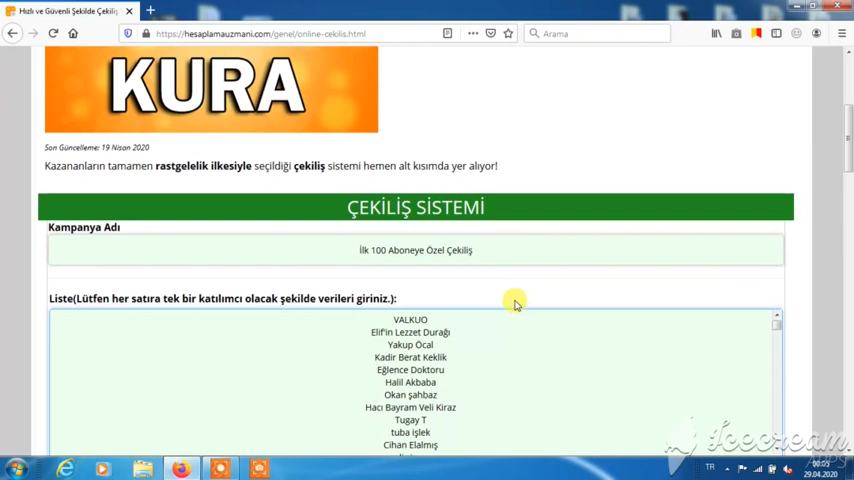 Hızlı ve Güvenli Şekilde Çekiliş
https://hesaplamauzmani.com/genel/online-cekilis.html
Arama
KURA
Son Güncelleme: 19 Nisan 2020
Kazananların tamamen rastgelelik ilkesiyle seçildiği çekiliş sistemi hemen alt kısımda yer alıyor!
ÇEKİLİŞ SİSTEMİ
Kampanya Adı
İlk 100 Aboneye Özel Çekiliş
Liste(Lütfen her satıra tek bir katılımcı olacak şekilde verileri giriniz.):
VALKUO
Elif'in Lezzet Durağı
Yakup Öcal
Kadir Berat Keklik
Eğlence Doktoru
Halil Akbaba
Okan şahbaz
Hacı Bayram Veli Kiraz
Tugay T
tuba işlek
Cihan Elalmış
Icecream
APPS
TR
00:05
29.04.2020